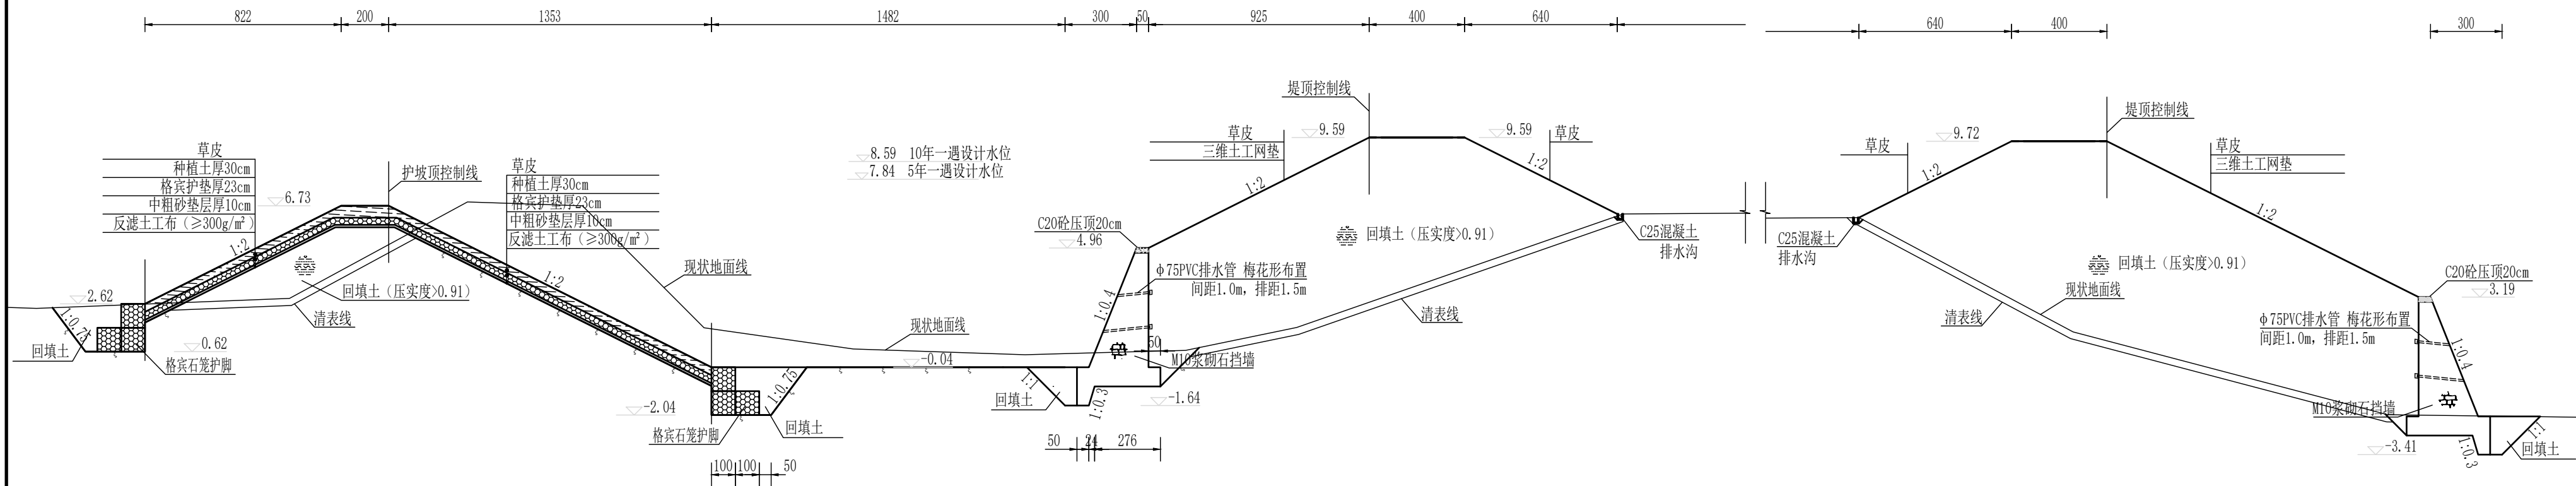 822
200
1353
1482
300
50
925
400
640
640
400
300
草皮
种植土厚30cm
格宾护垫厚23cm
中粗砂垫层厚10cm
反滤土工布（≥300g/m²）
6.73
护坡顶控制线
草皮
种植土厚30cm
格宾护垫厚23cm
中粗砂垫层厚10cm
反滤土工布（≥300g/m²）
1:2
1:2
2.62
1:0.75
回填土
0.62
格宾石笼护脚
回填土（压实度>0.91）
清表线
现状地面线
8.59 10年一遇设计水位
7.84 5年一遇设计水位
现状地面线
-0.04
-2.04
格宾石笼护脚
回填土
1:0.75
100
100
50
堤顶控制线
草皮
三维土工网垫
9.59
9.59
草皮
1:2
1:2
C20砼压顶20cm
4.96
φ75PVC排水管 梅花形布置
间距1.0m，排距1.5m
1:0.4
回填土（压实度>0.91）
C25混凝土
排水沟
清表线
50
M10浆砌石挡墙
1:1
回填土
1:0.3
-1.64
50
24
276
堤顶控制线
草皮
9.72
草皮
三维土工网垫
1:2
1:2
C25混凝土
排水沟
回填土（压实度>0.91）
现状地面线
清表线
C20砼压顶20cm
3.19
φ75PVC排水管 梅花形布置
间距1.0m，排距1.5m
1:0.4
M10浆砌石挡墙
-3.41
1:0.3
1:1
回填土